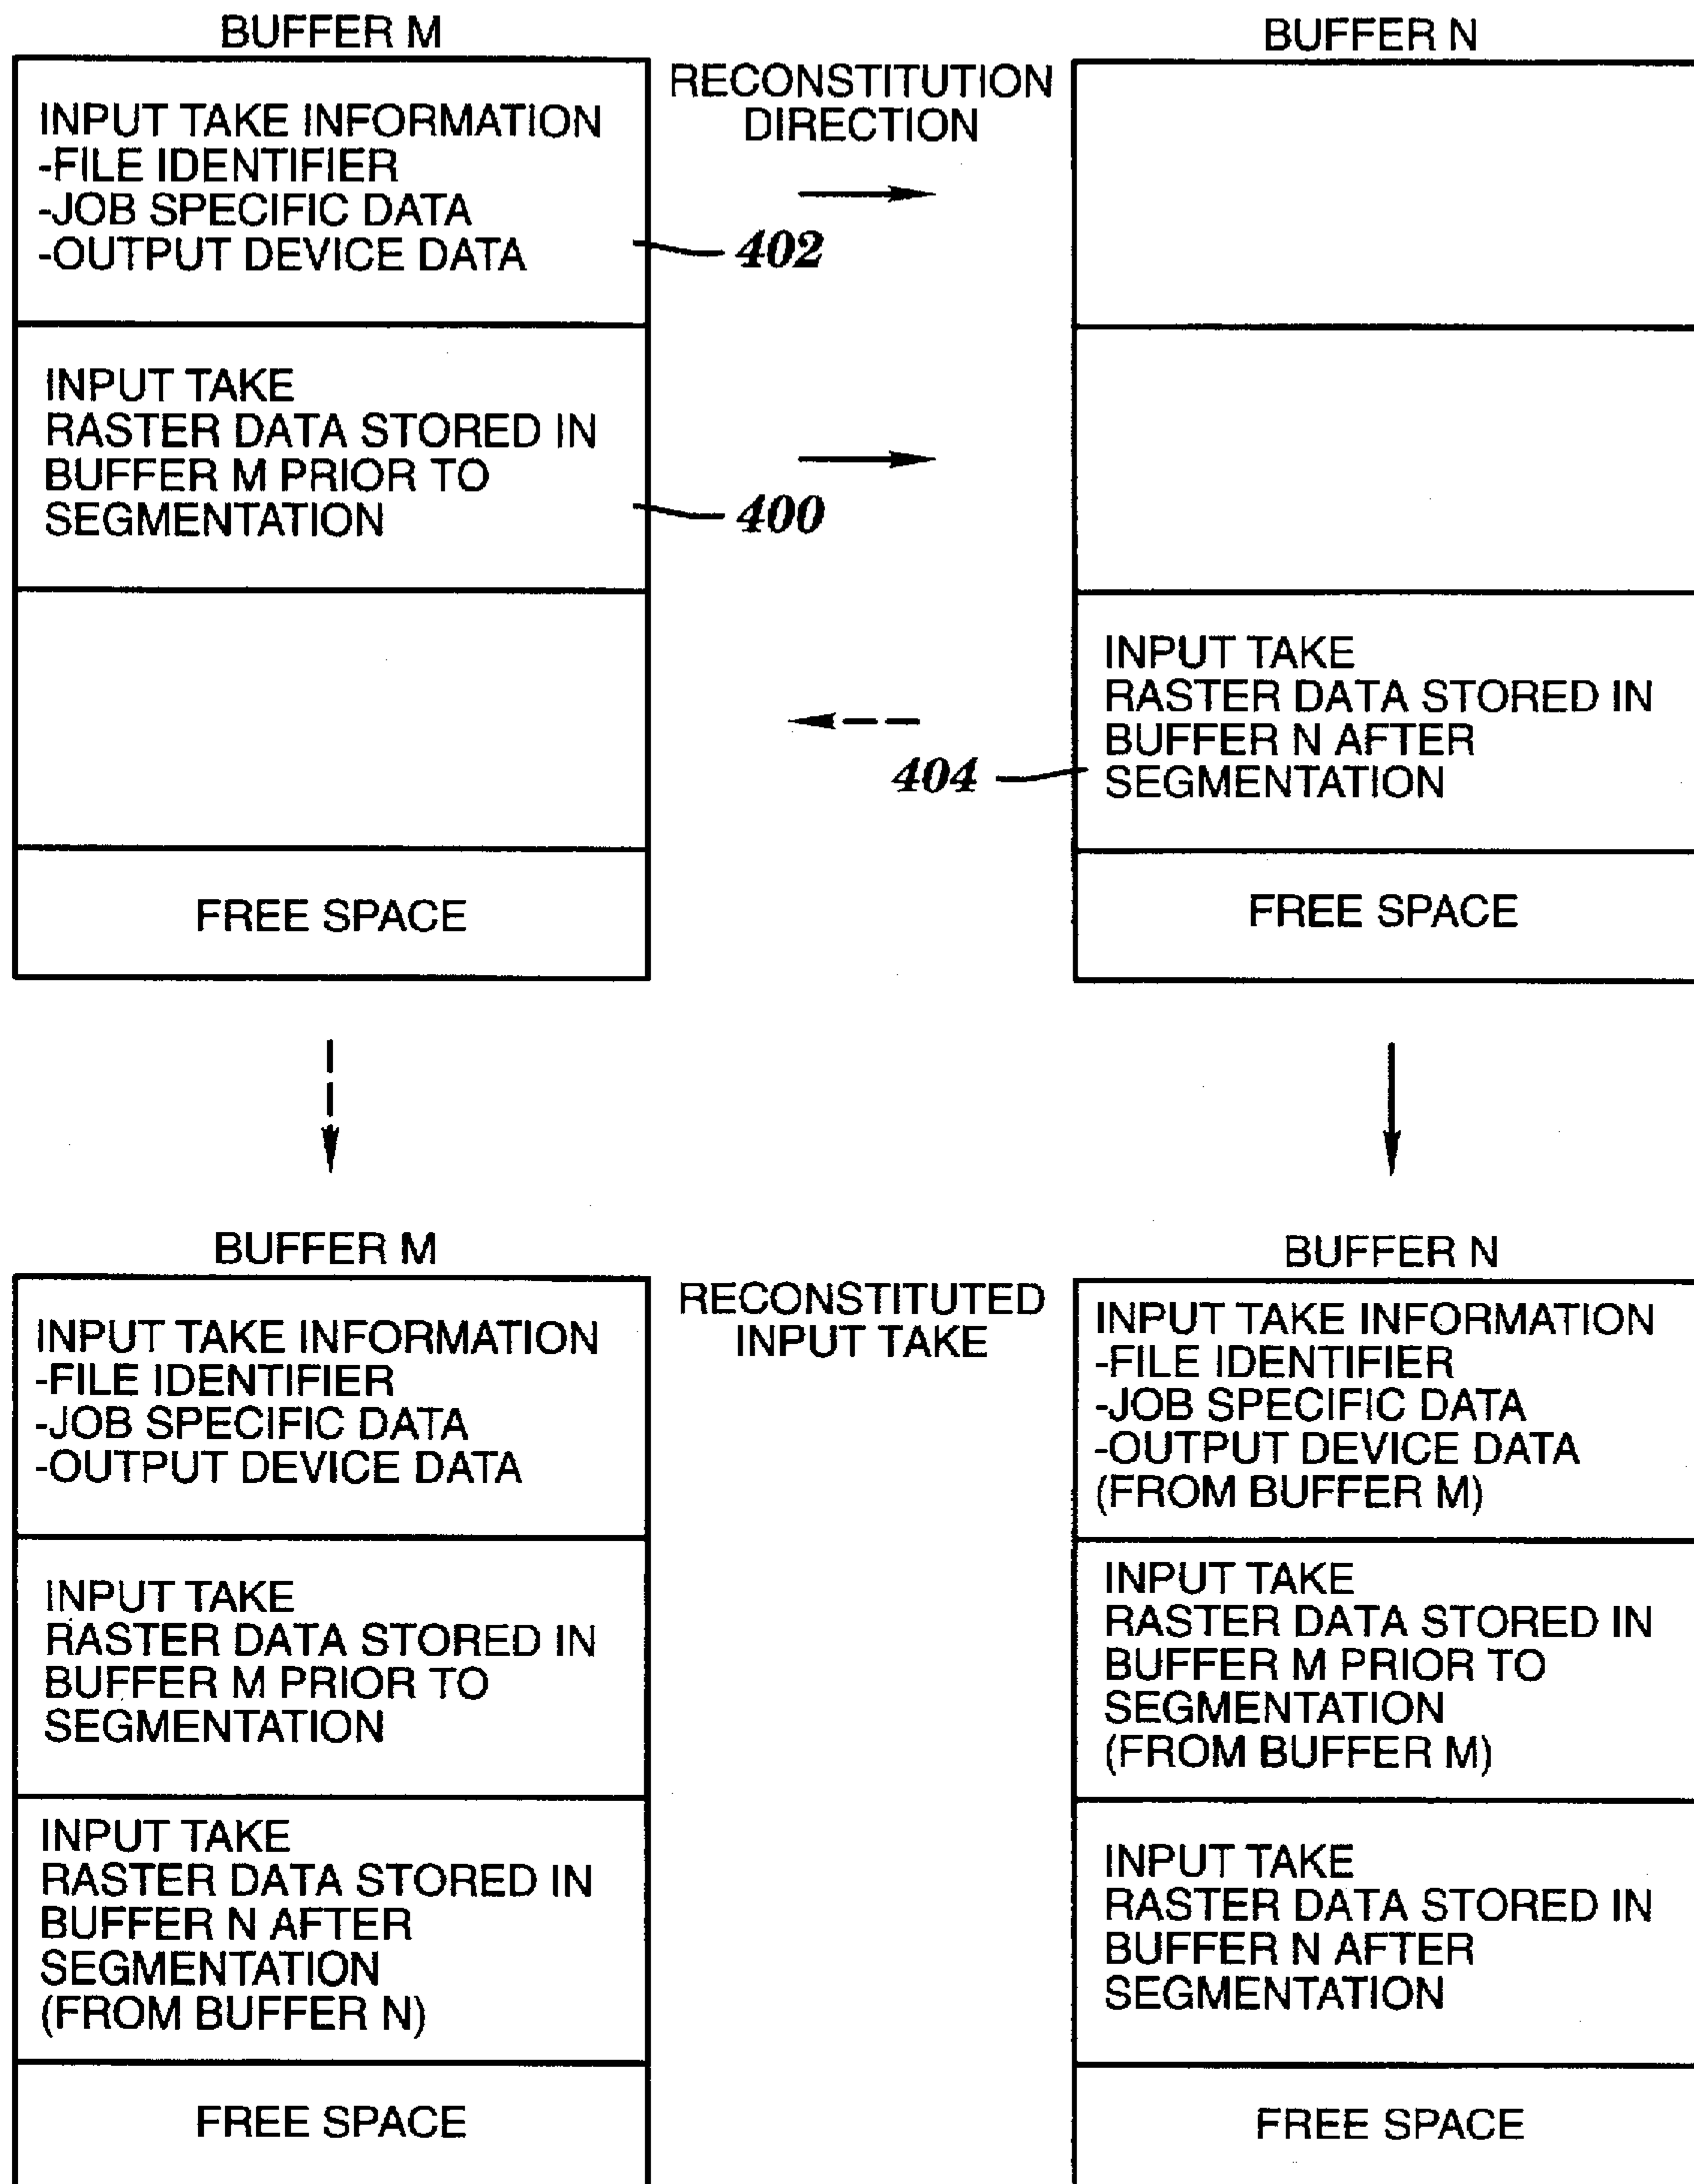 BUFFER M
INPUT TAKE INFORMATION
-FILE IDENTIFIER
-JOB SPECIFIC DATA
-OUTPUT DEVICE DATA
402
INPUT TAKE
RASTER DATA STORED IN
BUFFER M PRIOR TO
SEGMENTATION
400
FREE SPACE
RECONSTITUTION
DIRECTION
BUFFER N
INPUT TAKE
RASTER DATA STORED IN
BUFFER N AFTER
SEGMENTATION
404
FREE SPACE
BUFFER M
INPUT TAKE INFORMATION
-FILE IDENTIFIER
-JOB SPECIFIC DATA
-OUTPUT DEVICE DATA
INPUT TAKE
RASTER DATA STORED IN
BUFFER M PRIOR TO
SEGMENTATION
INPUT TAKE
RASTER DATA STORED IN
BUFFER N AFTER
SEGMENTATION
(FROM BUFFER N)
FREE SPACE
RECONSTITUTED
INPUT TAKE
BUFFER N
INPUT TAKE INFORMATION
-FILE IDENTIFIER
-JOB SPECIFIC DATA
-OUTPUT DEVICE DATA
(FROM BUFFER M)
INPUT TAKE
RASTER DATA STORED IN
BUFFER M PRIOR TO
SEGMENTATION
(FROM BUFFER M)
INPUT TAKE
RASTER DATA STORED IN
BUFFER N AFTER
SEGMENTATION
FREE SPACE